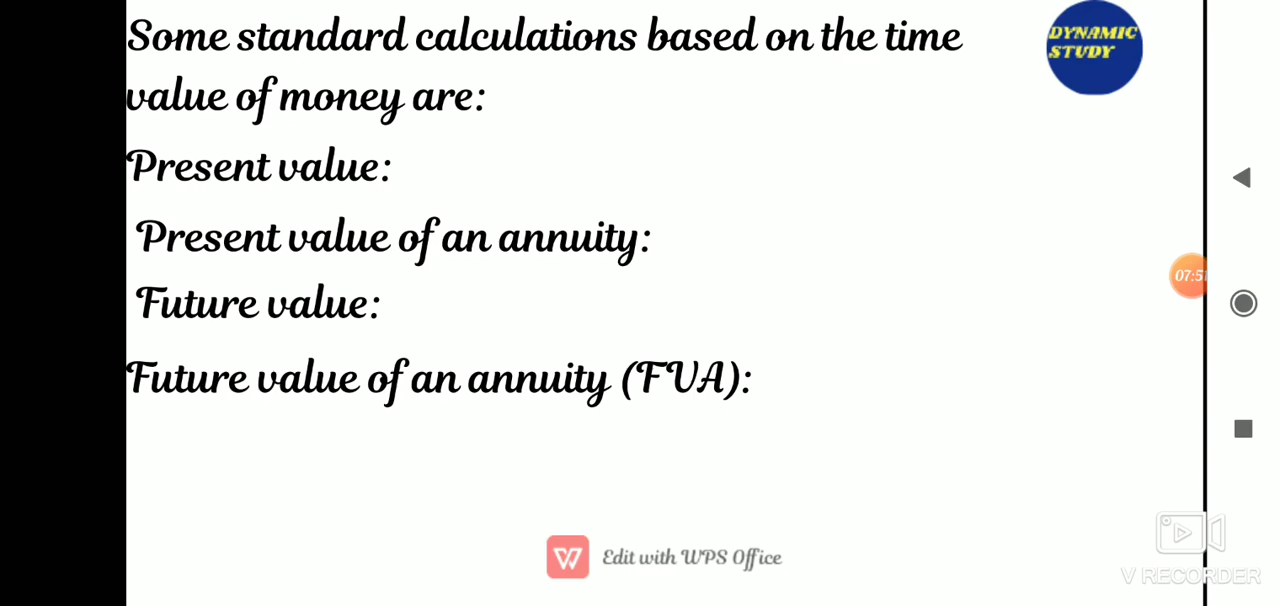 Some standard calculations based on the time
value of money are:
Present value:
Present value of an annuity:
Future value:
Future value of an annuity (FVA):
DYNAMIC
STUDY
07:51
Edit with WPS Office
V RECORDER